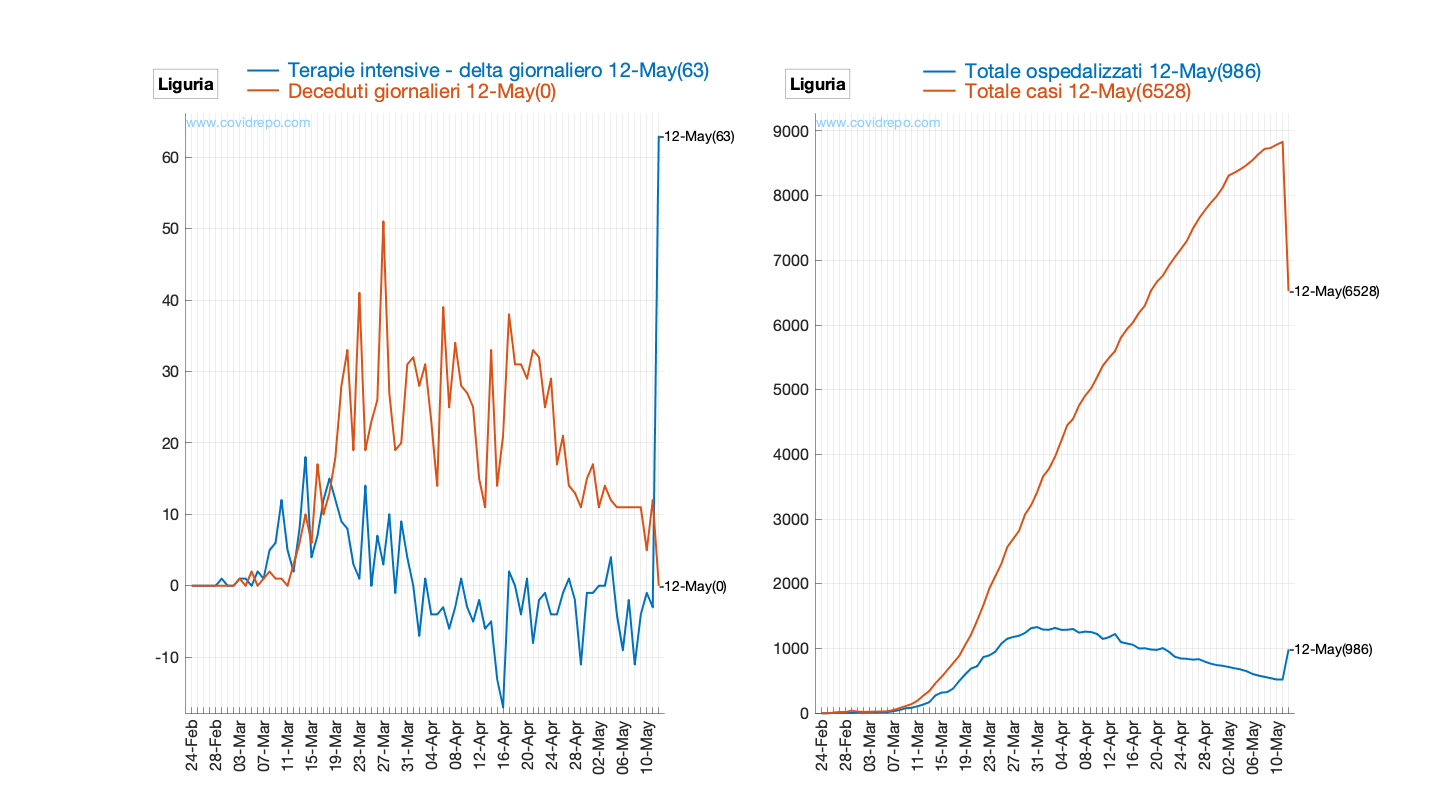 Liguria
Terapie intensive - delta giornaliero 12-May(63)
Deceduti giornalieri 12-May(0)
www.covidrepo.com
12-May(63)
60
50
40
30
20
10
0
-10
12-May(0)
24-Feb
28-Feb
03-Mar
07-Mar
11-Mar
15-Mar
19-Mar
23-Mar
27-Mar
31-Mar
04-Apr
08-Apr
12-Apr
16-Apr
20-Apr
24-Apr
28-Apr
02-May
06-May
10-May
Liguria
Totale ospedalizzati 12-May(986)
Totale casi 12-May(6528)
www.covidrepo.com
9000
8000
7000
6000
5000
4000
3000
2000
1000
0
12-May(6528)
12-May(986)
24-Feb
28-Feb
03-Mar
07-Mar
11-Mar
15-Mar
19-Mar
23-Mar
27-Mar
31-Mar
04-Apr
08-Apr
12-Apr
16-Apr
20-Apr
24-Apr
28-Apr
02-May
06-May
10-May